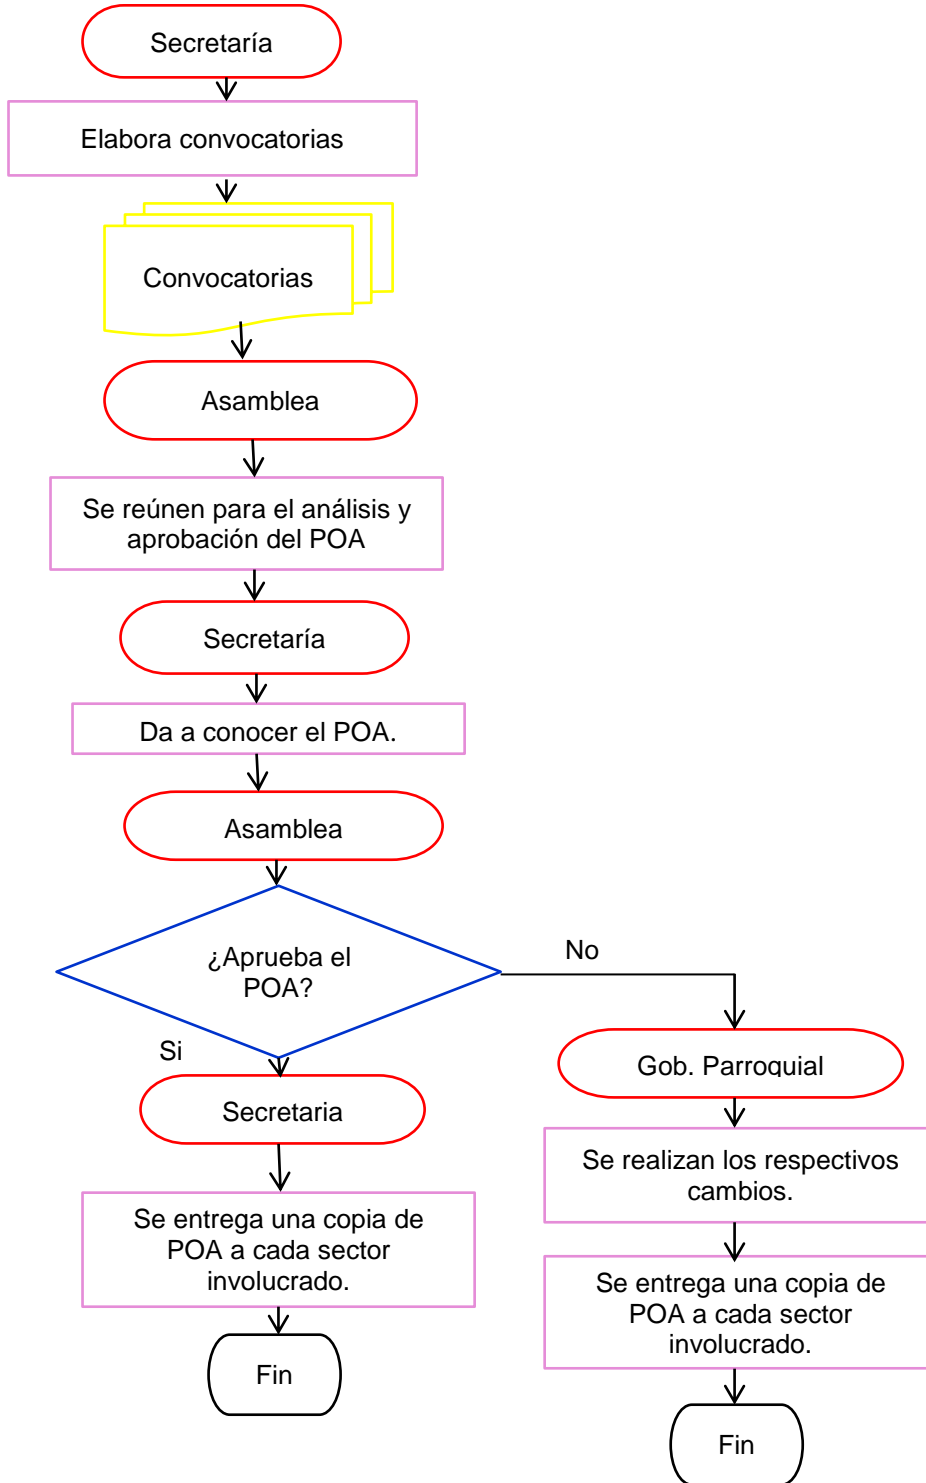 Secretaría
Elabora convocatorias
Convocatorias
Asamblea
Se reúnen para el análisis y
aprobación del POA
Secretaría
Da a conocer el POA.
Asamblea
¿Aprueba el
POA?
No
Si
Secretaria
Se entrega una copia de
POA a cada sector
involucrado.
Fin
Gob. Parroquial
Se realizan los respectivos
cambios.
Se entrega una copia de
POA a cada sector
involucrado.
Fin